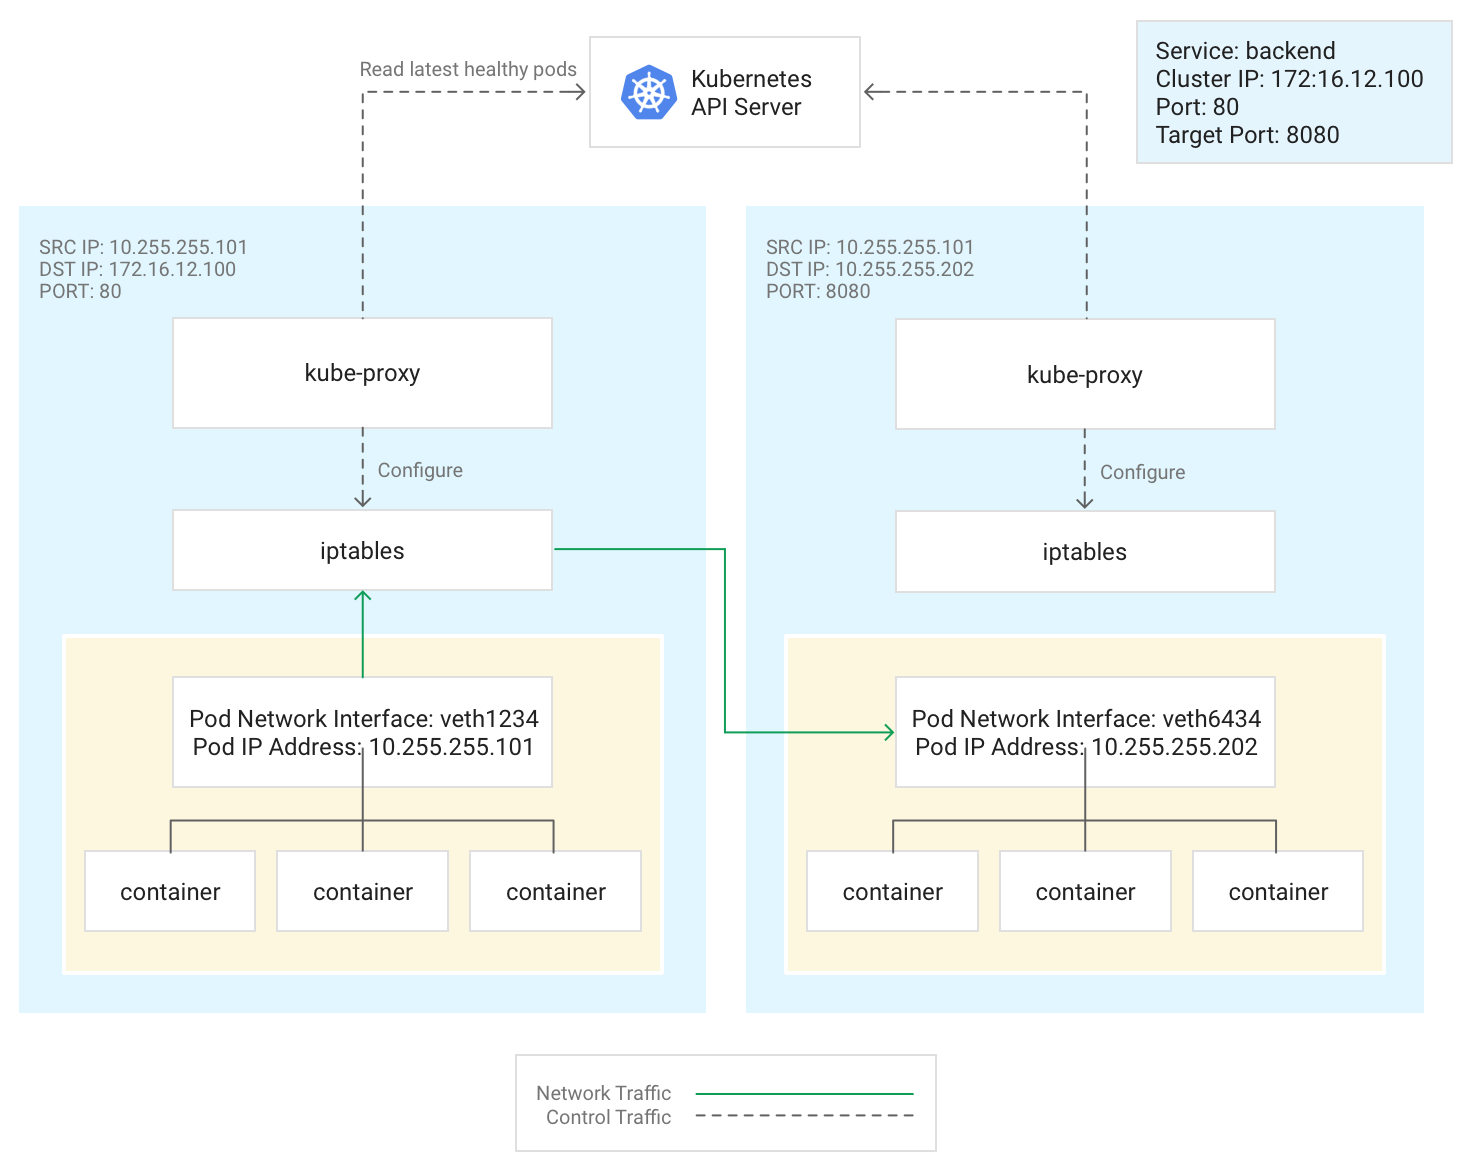 Read latest healthy pods
Kubernetes
API Server
Service: backend
Cluster IP: 172:16.12.100
Port: 80
Target Port: 8080
SRC IP: 10.255.255.101
DST IP: 172.16.12.100
PORT: 80
kube-proxy
Configure
iptables
Pod Network Interface: veth1234
Pod IP Address: 10.255.255.101
container
container
container
SRC IP: 10.255.255.101
DST IP: 10.255.255.202
PORT: 8080
kube-proxy
Configure
iptables
Pod Network Interface: veth6434
Pod IP Address: 10.255.255.202
container
container
container
Network Traffic
Control Traffic